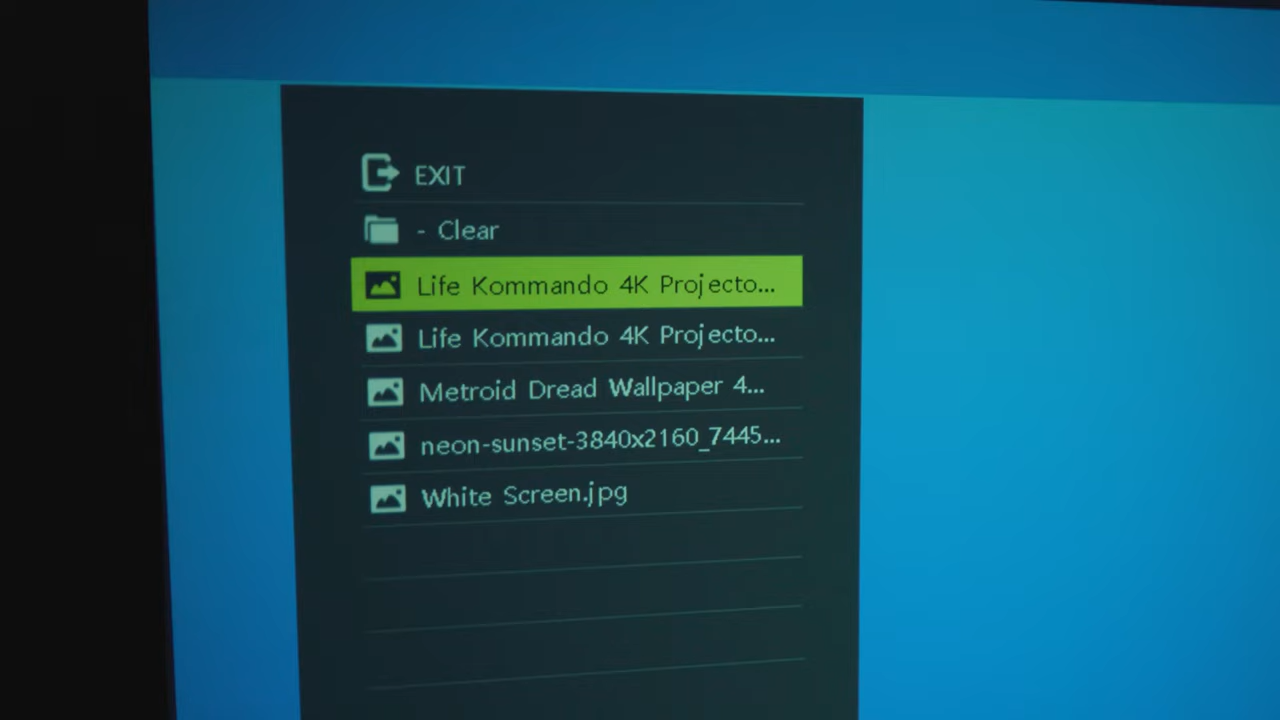 EXIT
- Clear
Life Kommando 4K Projecto...
Life Kommando 4K Projecto...
Metroid Dread Wallpaper 4...
neon-sunset-3840x2160_7445...
White Screen.jpg